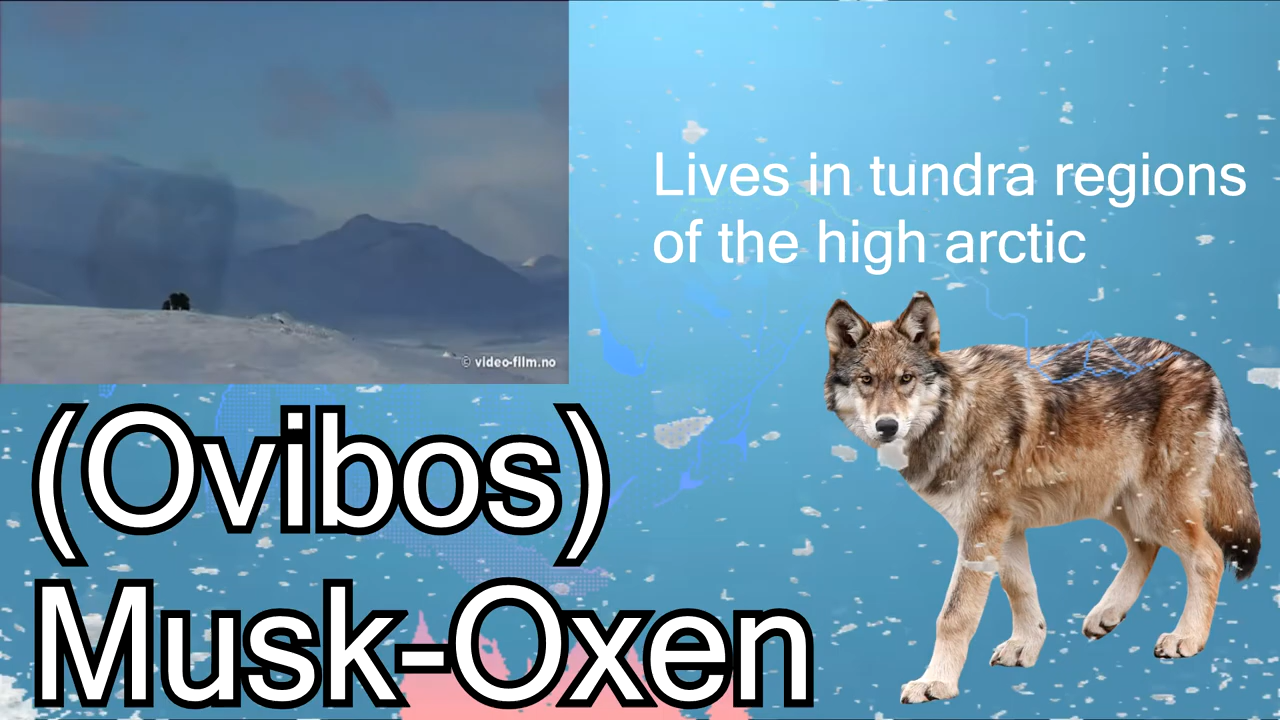 Lives in tundra regions
of the high arctic
© video-film.no
(Ovibos)
Musk-Oxen